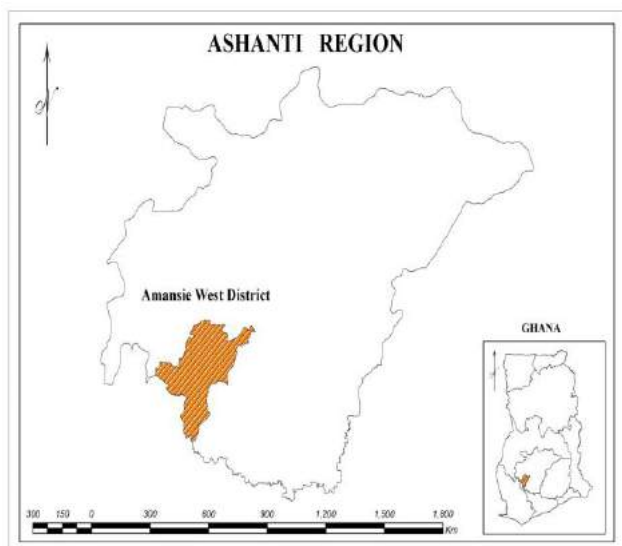 ASHANTI REGION
Amansie West District
GHANA
300 150 0 300 600 900 1,200 1,500 1,800
Km